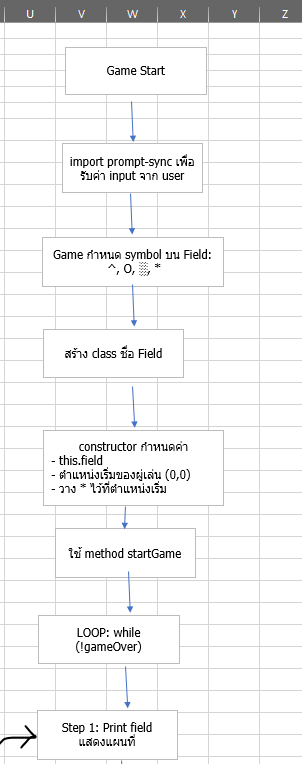 U V W X Y Z
Game Start
import prompt-sync เพื่อ
รับค่า input จาก user
Game กำหนด symbol บน Field:
^, O, ░, *
สร้าง class ชื่อ Field
constructor กำหนดค่า
- this.field
- ตำแหน่งเริ่มของผู้เล่น (0,0)
- วาง * ไว้ที่ตำแหน่งเริ่ม
ใช้ method startGame
LOOP: while
(!gameOver)
Step 1: Print field
แสดงแผนที่